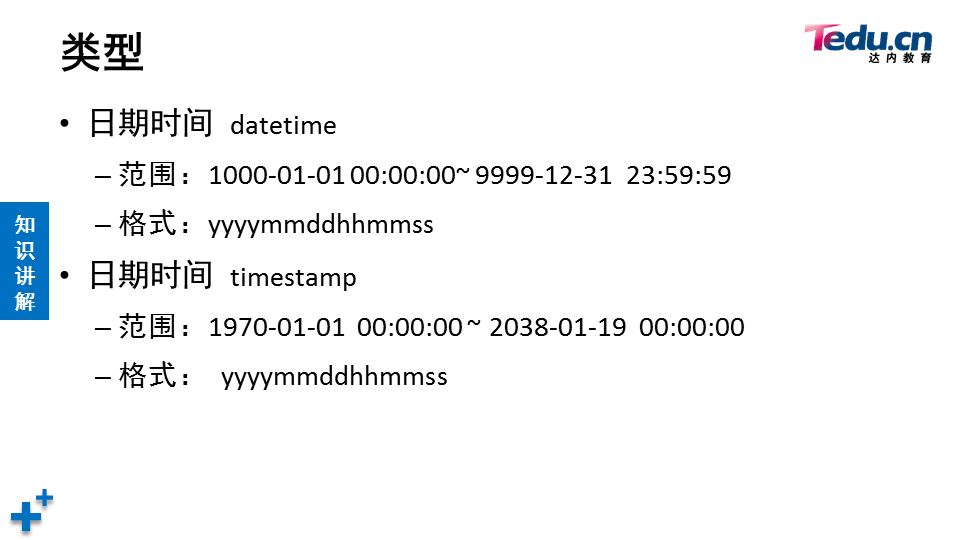 类型
Tedu.cn
达内教育
• 日期时间 datetime
– 范围：1000-01-01 00:00:00~ 9999-12-31 23:59:59
– 格式：yyyymmddhhmmss
• 日期时间 timestamp
– 范围：1970-01-01 00:00:00 ~ 2038-01-19 00:00:00
– 格式： yyyymmddhhmmss
知
识
讲
解